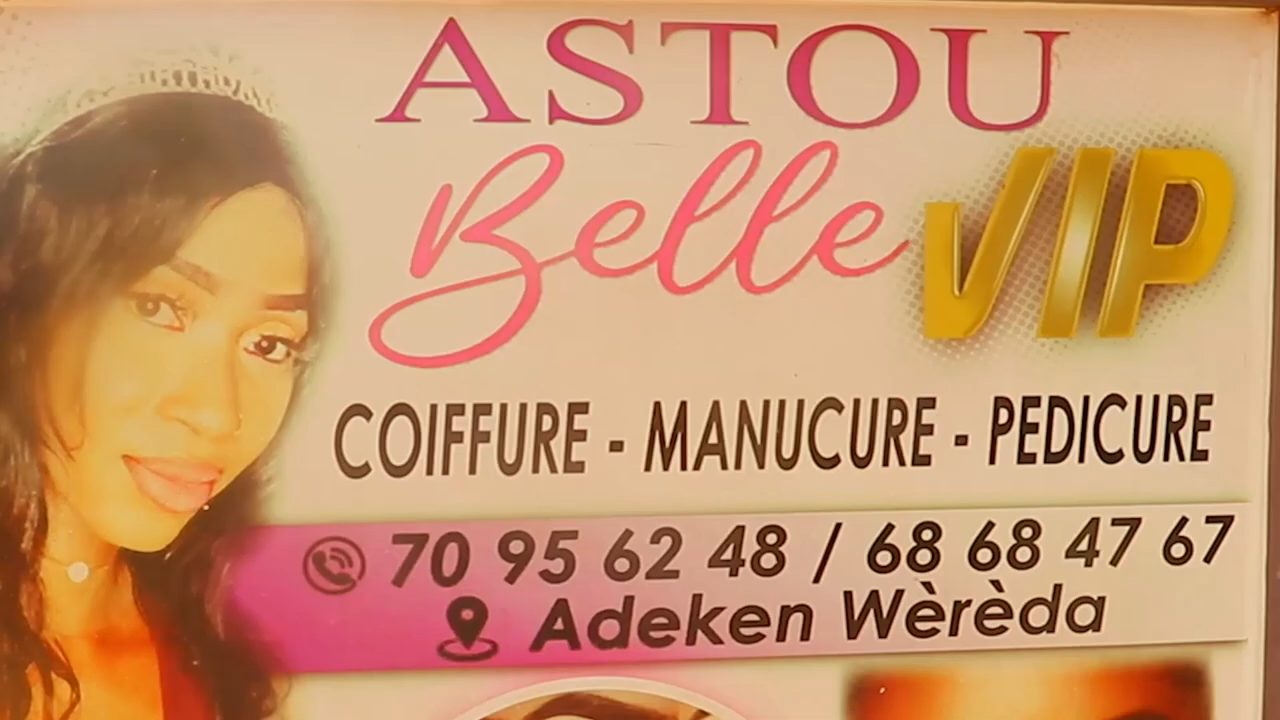 ASTOU
Belle VIP
COIFFURE - MANUCURE - PEDICURE
70 95 62 48 / 68 68 47 67
Adeken Wèrèda